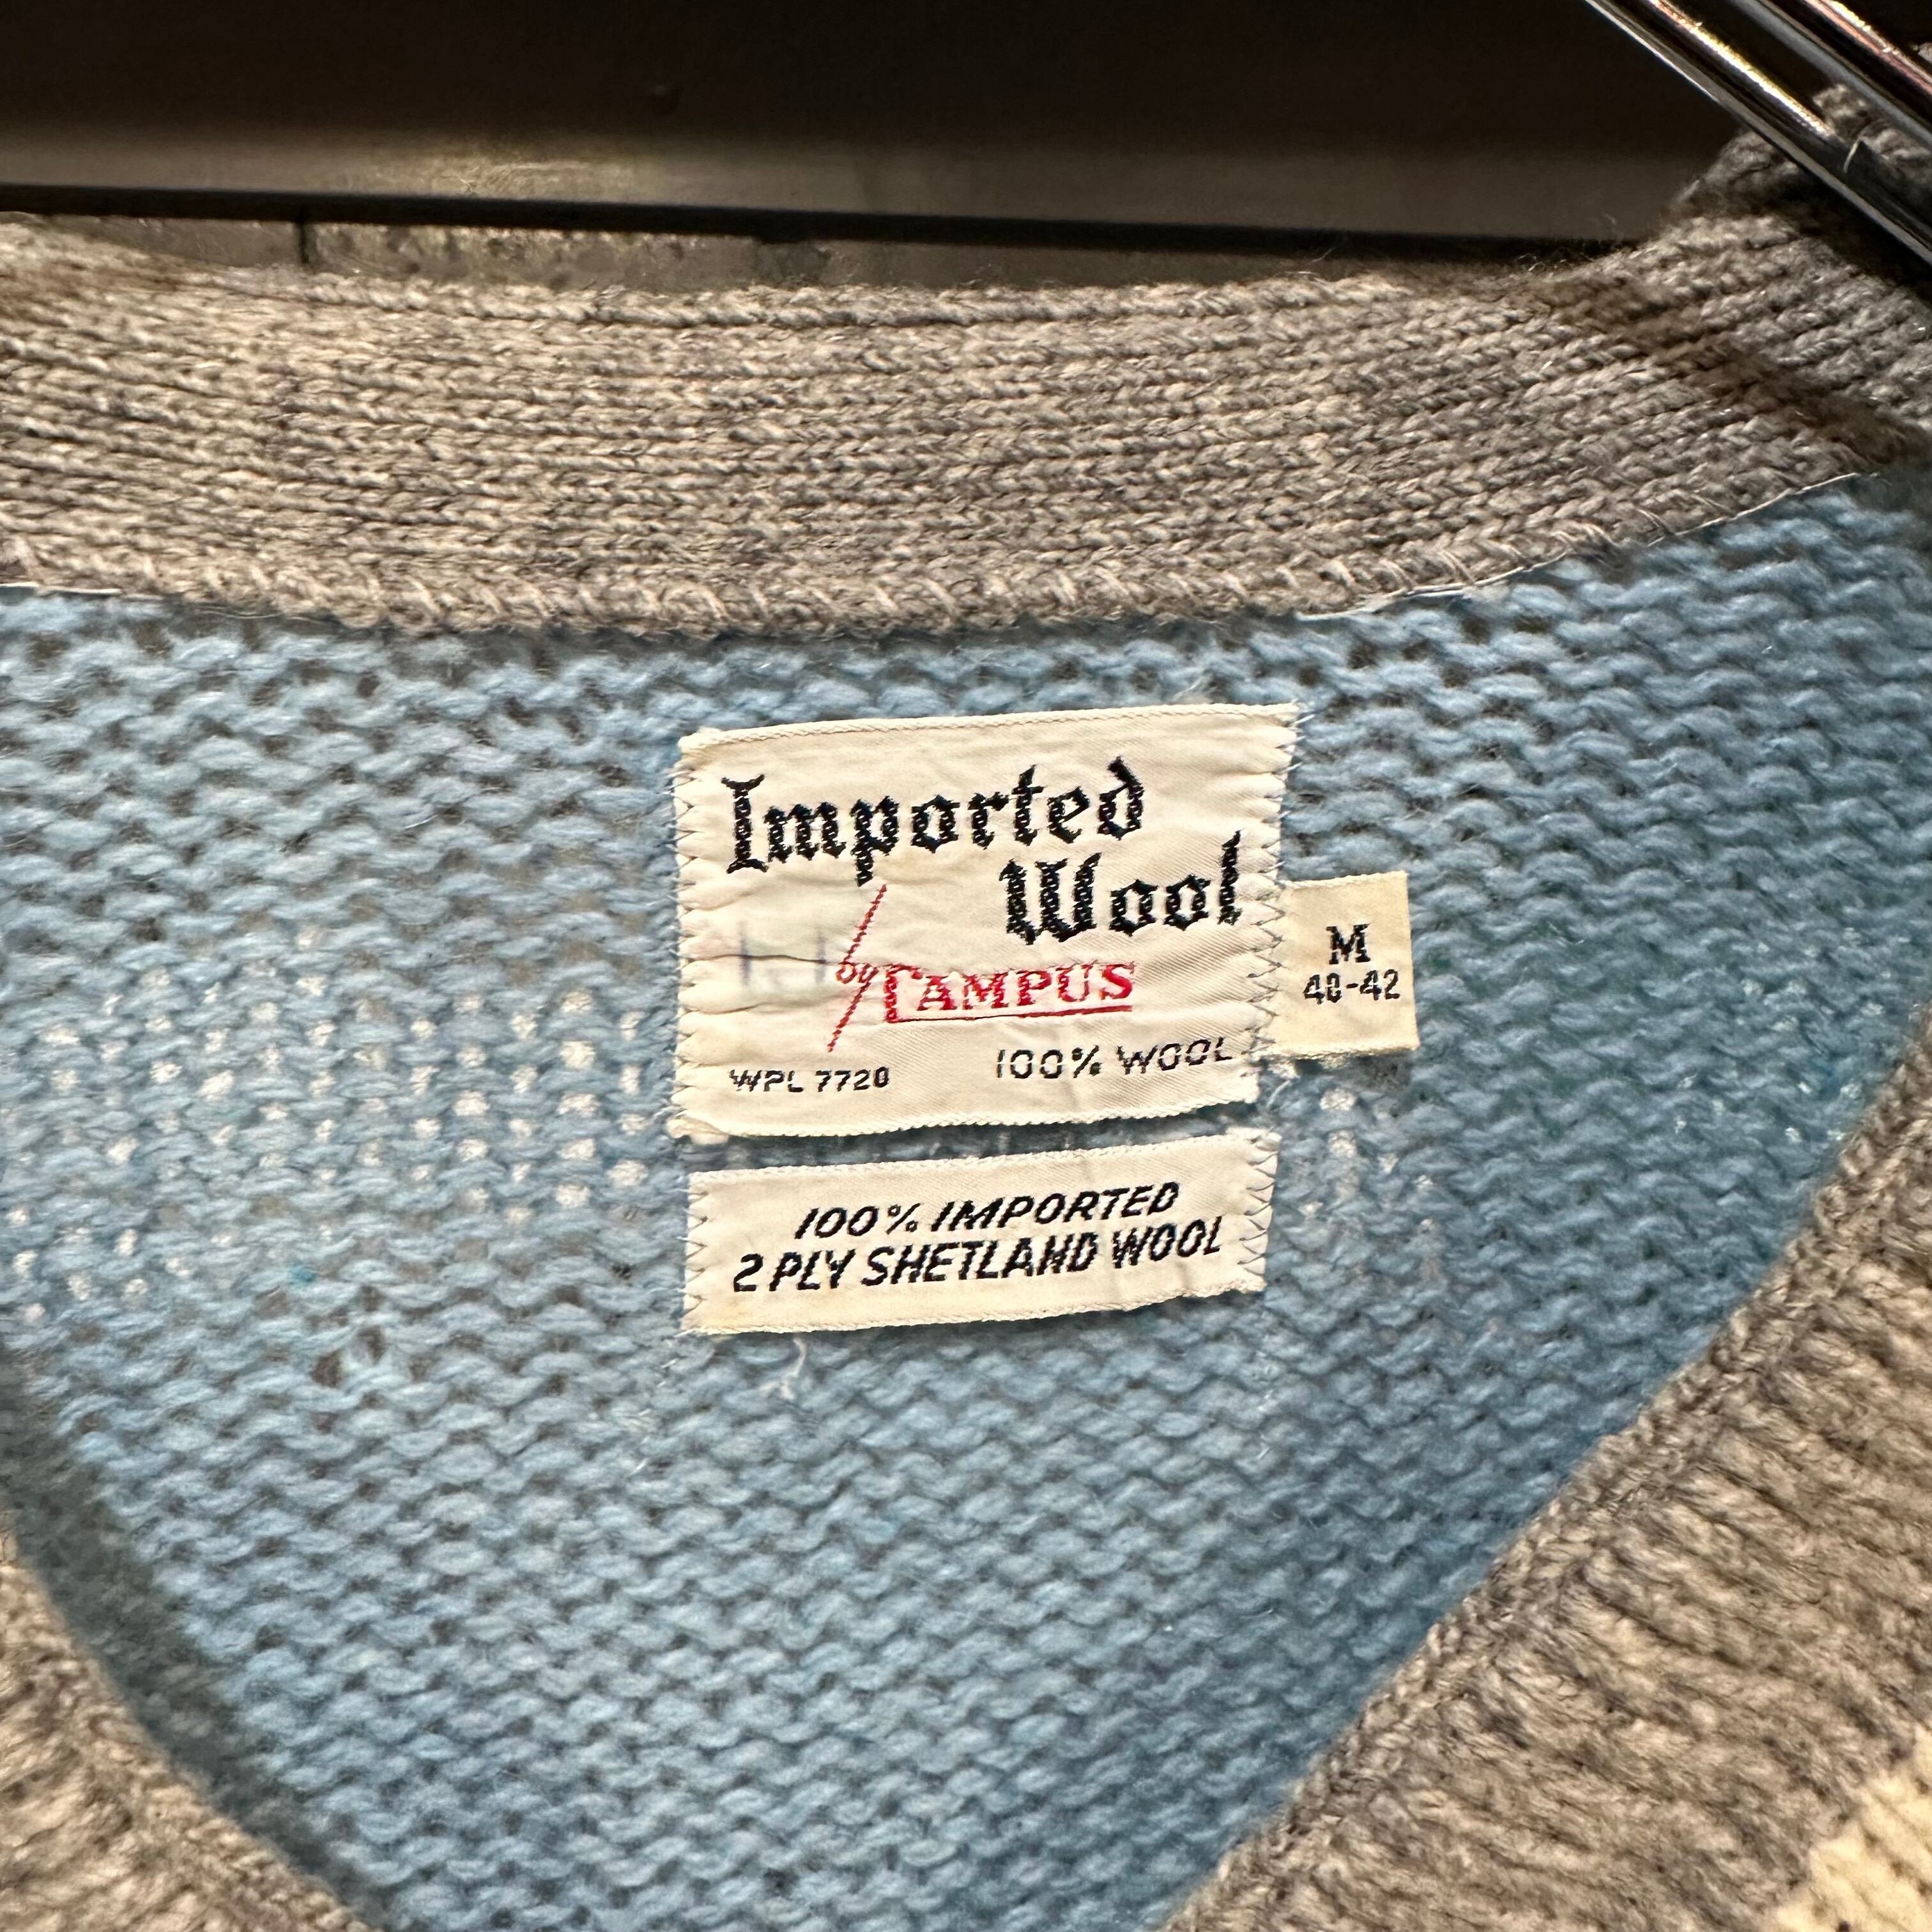 Imported
Wool
by CAMPUS
WPL 7720 100% WOOL
M
40-42
100% IMPORTED
2 PLY SHETLAND WOOL